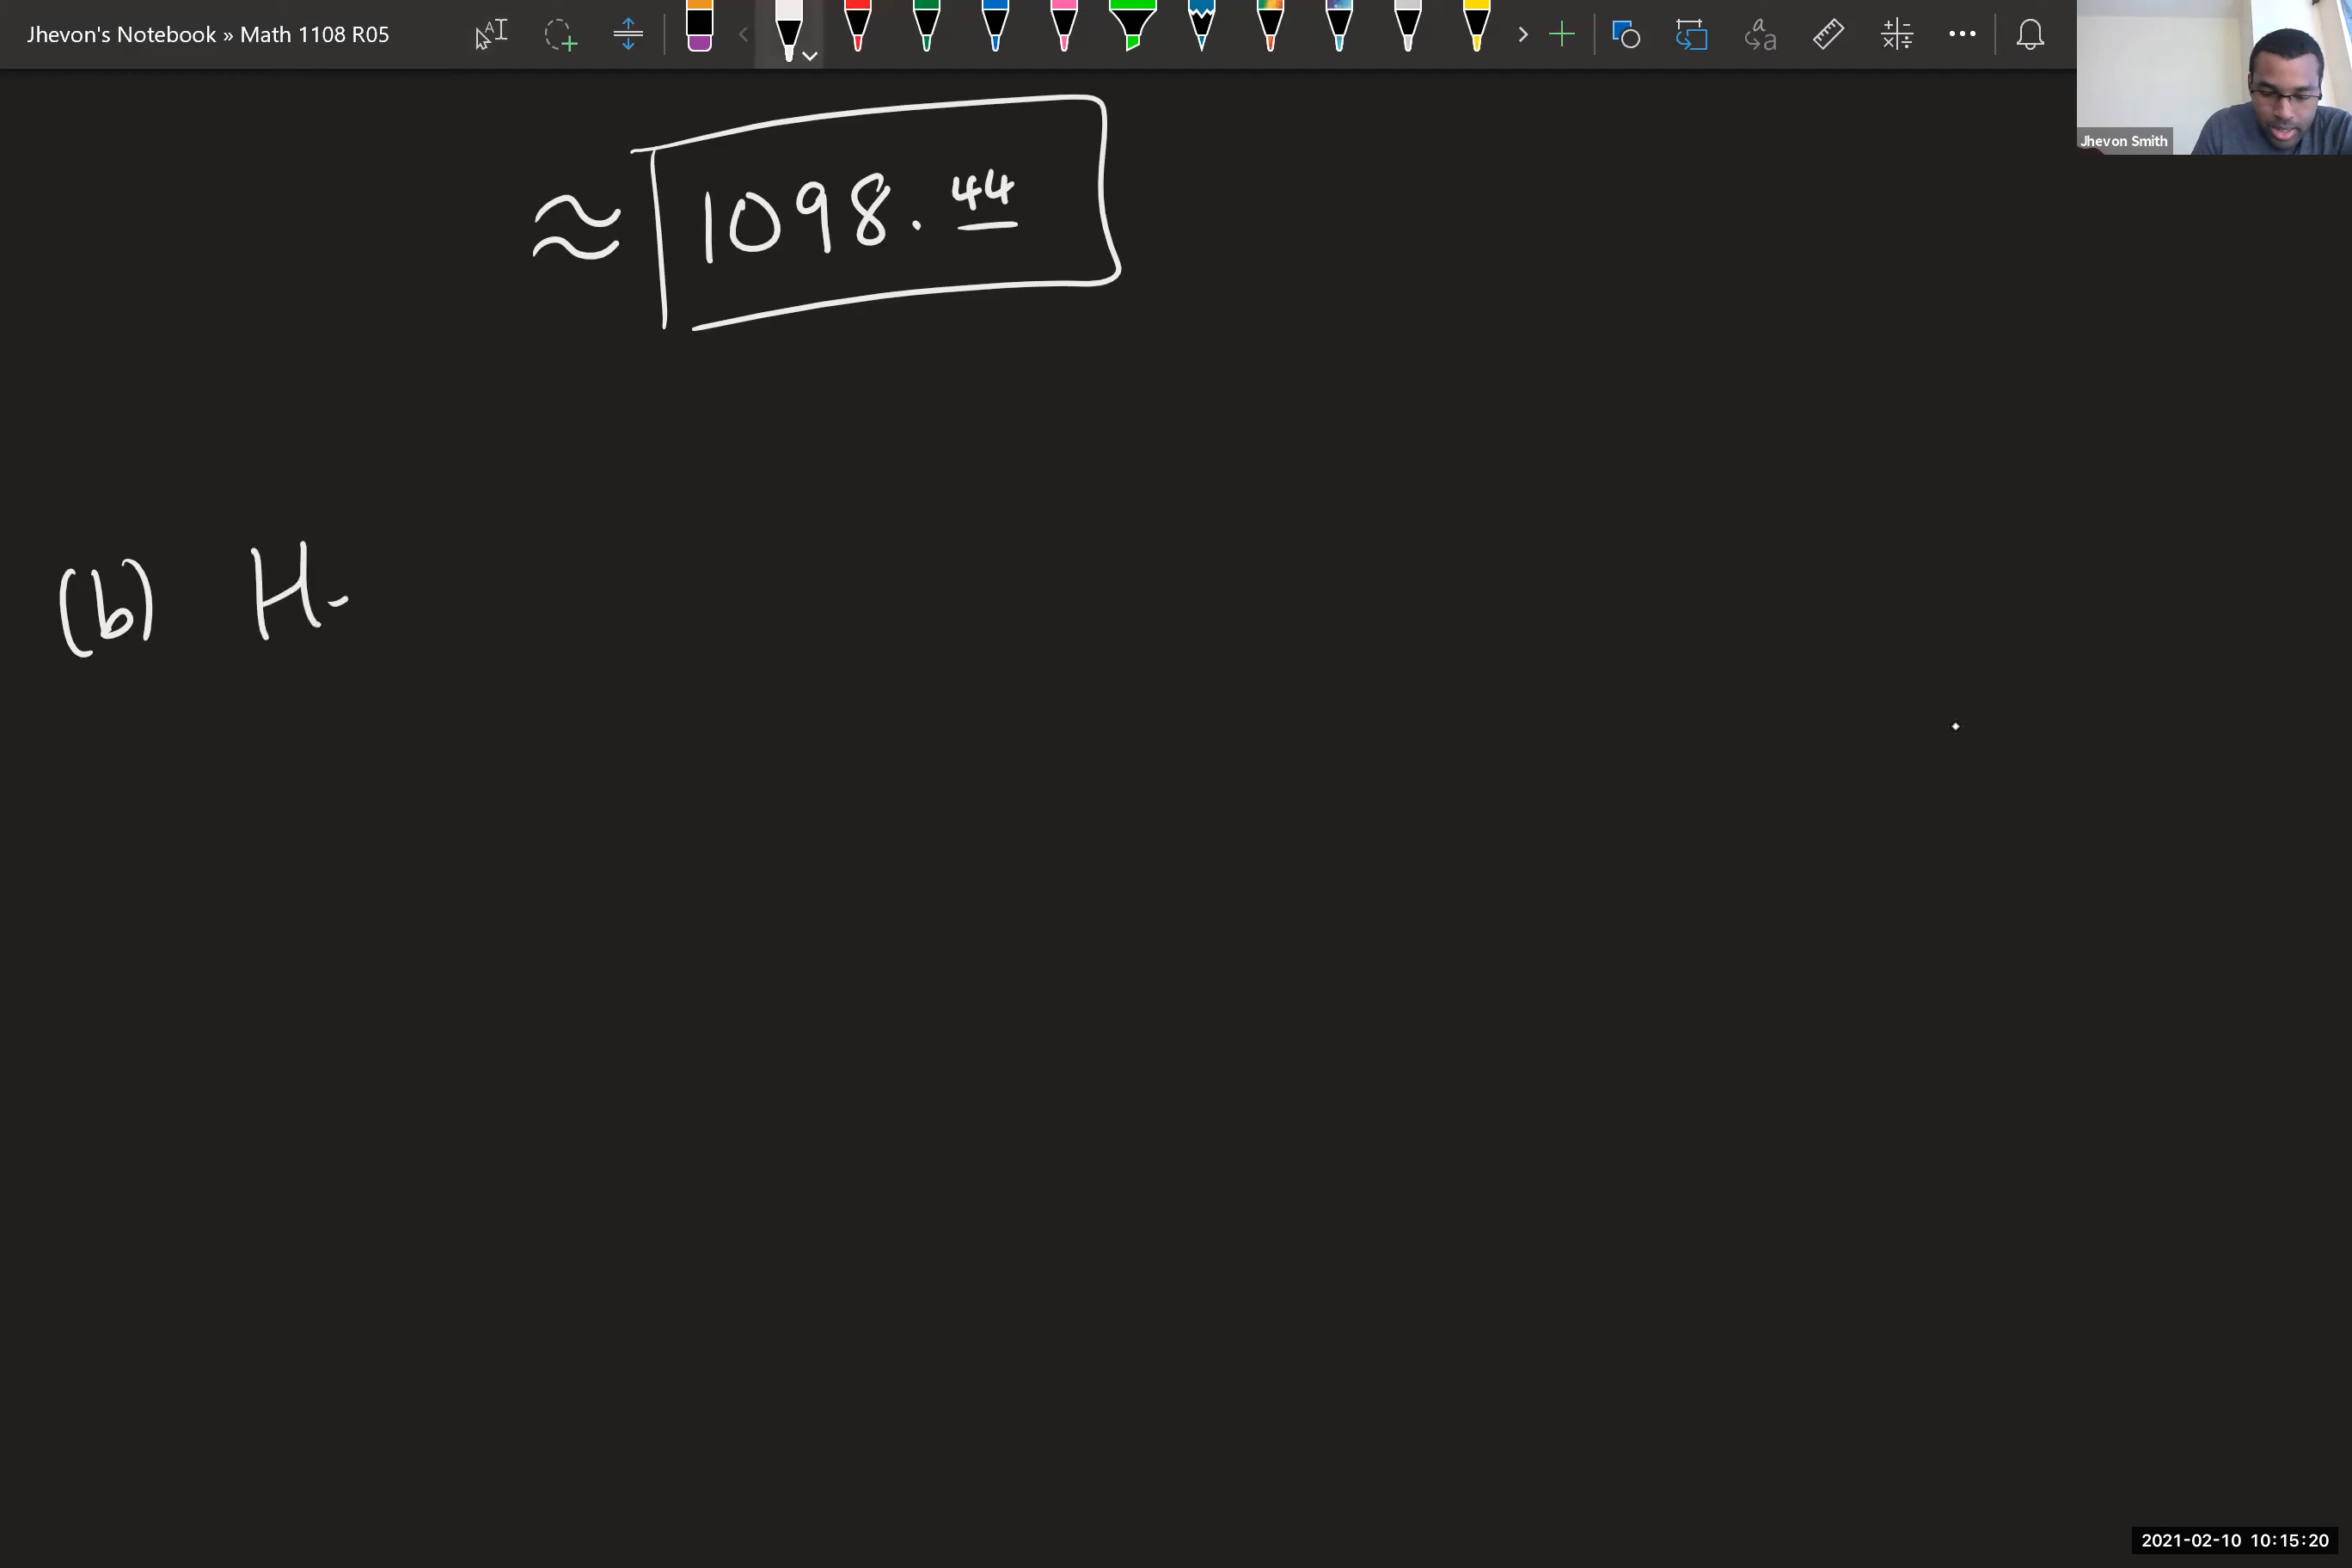 Jhevon's Notebook » Math 1108 R05
Jhevon Smith
≈ 1098.44
(b) H
2021-02-10 10:15:20